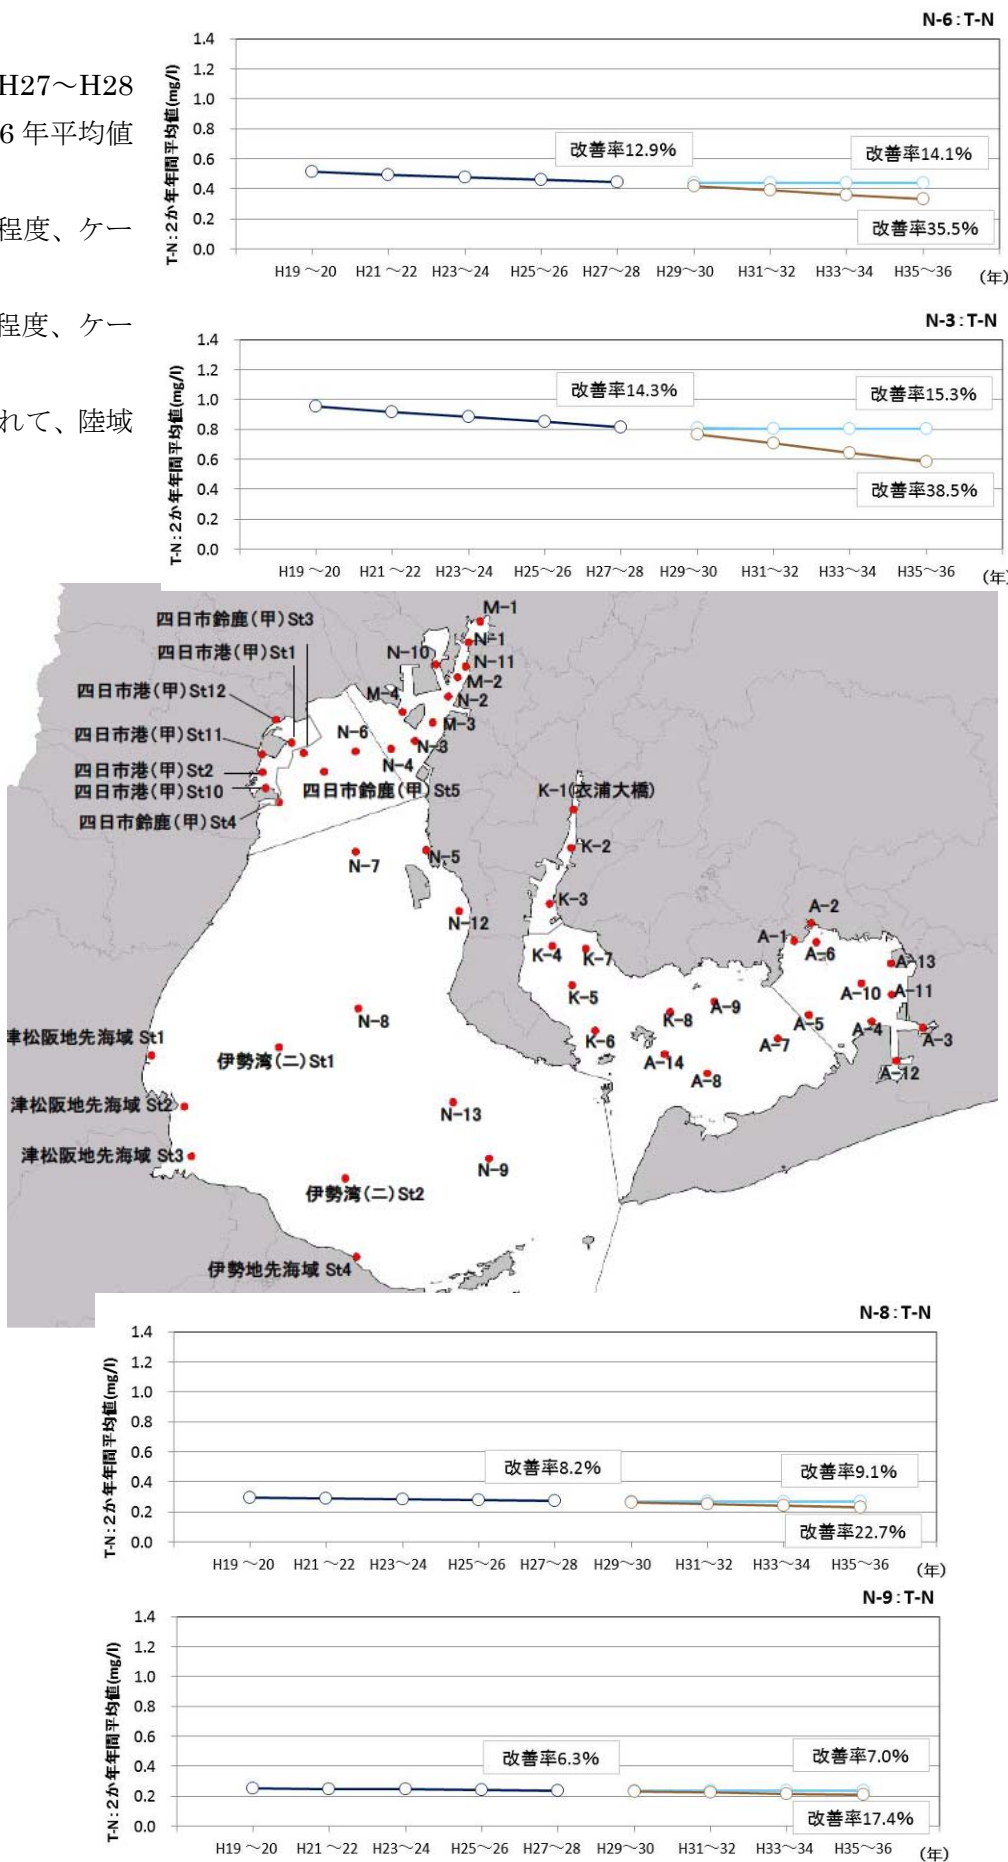 H27～H28
6 年平均値
程度、ケー
程度、ケー
れて、陸域
N-6：T-N
T-N：2か年年間平均値(mg/l)
1.4
1.2
1.0
0.8
0.6
0.4
0.2
0.0
改善率12.9%
改善率14.1%
改善率35.5%
H19 ～20 H21 ～22 H23～24 H25～26 H27～28 H29～30 H31～32 H33～34 H35～36
(年)
N-3：T-N
T-N：2か年年間平均値(mg/l)
1.4
1.2
1.0
0.8
0.6
0.4
0.2
0.0
改善率14.3%
改善率15.3%
改善率38.5%
H19 ～20 H21 ～22 H23～24 H25～26 H27～28 H29～30 H31～32 H33～34 H35～36
(年)
四日市鈴鹿(甲)St3
四日市港(甲)St1
四日市港(甲)St12
四日市港(甲)St11
四日市港(甲)St2
四日市港(甲)St10
四日市鈴鹿(甲)St4
四日市鈴鹿(甲)St5
M-1
N-1
N-10
N-11
M-2
M-4
N-2
M-3
N-6
N-3
N-4
K-1(衣浦大橋)
N-7
N-5
K-2
N-12
K-3
A-2
A-1
A-6
K-4
K-7
A-13
K-5
A-10
A-11
N-8
A-9
K-8
A-5
A-4
津松阪地先海域 St1
伊勢湾(二)St1
K-6
A-7
A-3
A-14
A-12
A-8
津松阪地先海域 St2
N-13
津松阪地先海域 St3
N-9
伊勢湾(二)St2
伊勢地先海域 St4
N-8：T-N
T-N：2か年年間平均値(mg/l)
1.4
1.2
1.0
0.8
0.6
0.4
0.2
0.0
改善率8.2%
改善率9.1%
改善率22.7%
H19 ～20 H21 ～22 H23～24 H25～26 H27～28 H29～30 H31～32 H33～34 H35～36
(年)
N-9：T-N
T-N：2か年年間平均値(mg/l)
1.4
1.2
1.0
0.8
0.6
0.4
0.2
0.0
改善率6.3%
改善率7.0%
改善率17.4%
H19 ～20 H21 ～22 H23～24 H25～26 H27～28 H29～30 H31～32 H33～34 H35～36
(年)